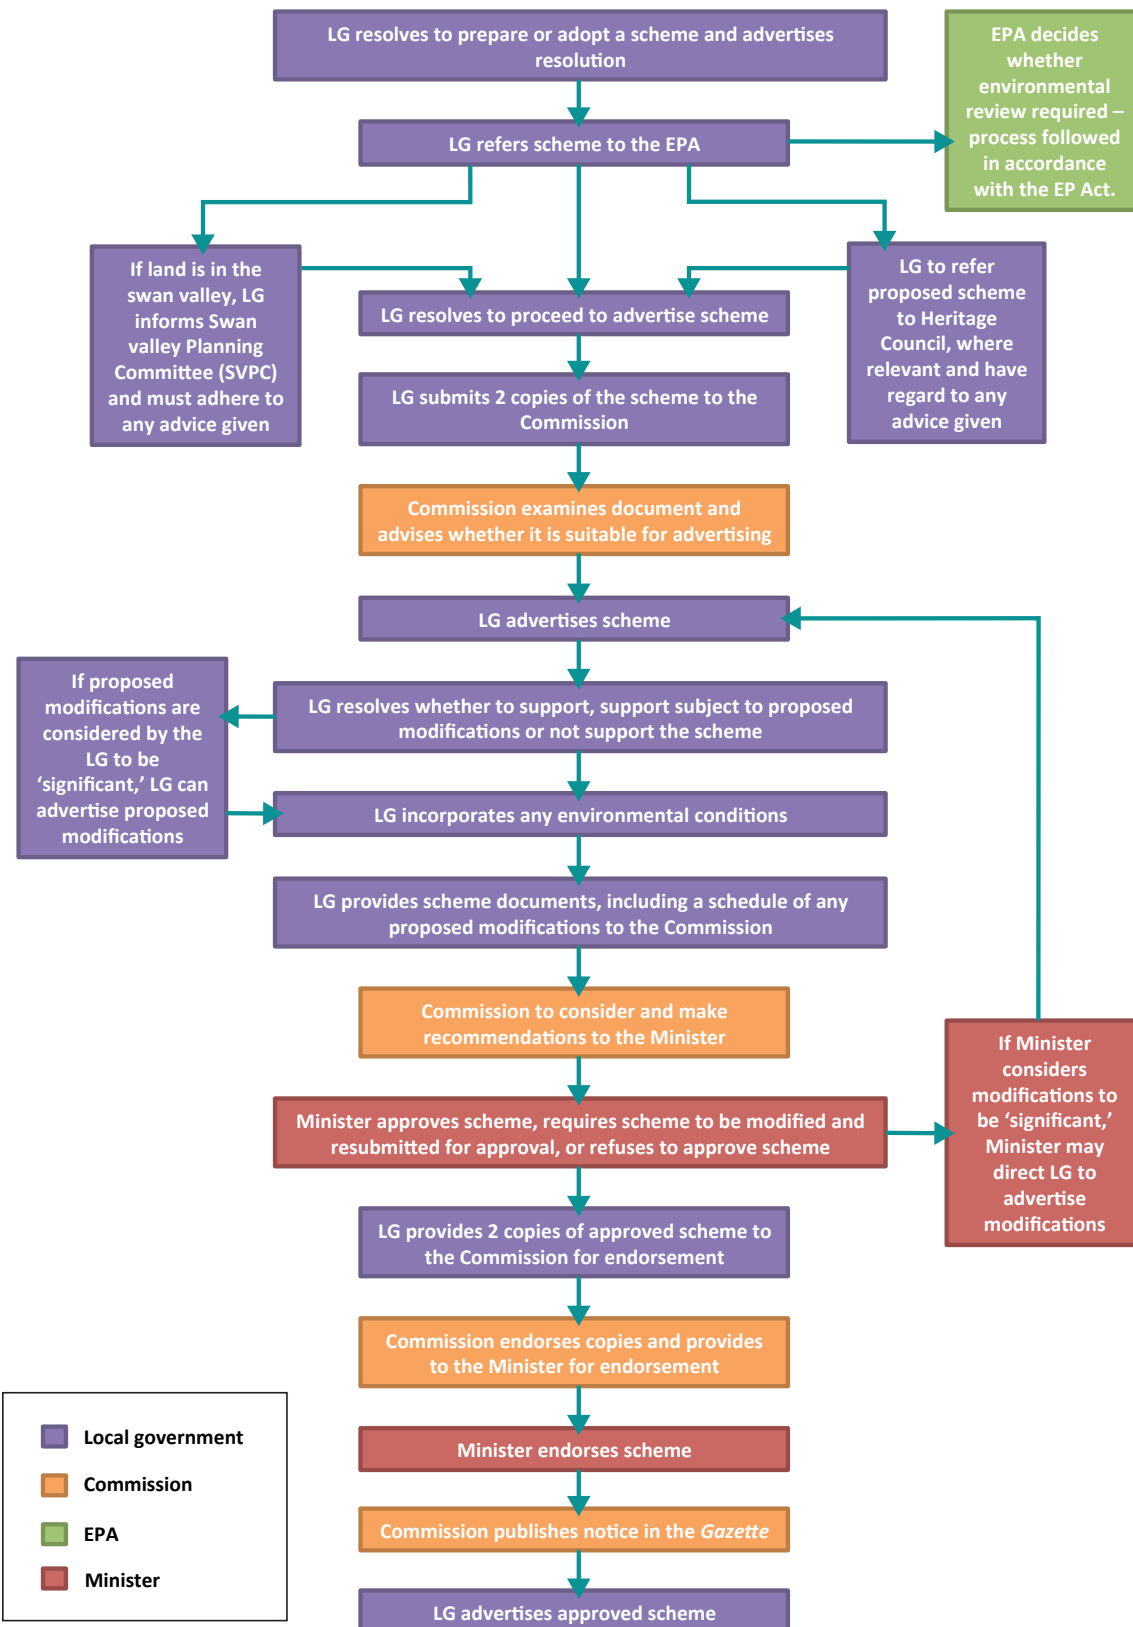 LG resolves to prepare or adopt a scheme and advertises
resolution
EPA decides
whether
environmental
review required –
process followed
in accordance
with the EP Act.
LG refers scheme to the EPA
If land is in the
swan valley, LG
informs Swan
valley Planning
Committee (SVPC)
and must adhere to
any advice given
LG resolves to proceed to advertise scheme
LG to refer
proposed scheme
to Heritage
Council, where
relevant and have
regard to any
advice given
LG submits 2 copies of the scheme to the
Commission
Commission examines document and
advises whether it is suitable for advertising
LG advertises scheme
If proposed
modifications are
considered by the
LG to be
‘significant,’ LG can
advertise proposed
modifications
LG resolves whether to support, support subject to proposed
modifications or not support the scheme
LG incorporates any environmental conditions
LG provides scheme documents, including a schedule of any
proposed modifications to the Commission
Commission to consider and make
recommendations to the Minister
Minister approves scheme, requires scheme to be modified and
resubmitted for approval, or refuses to approve scheme
If Minister
considers
modifications to
be ‘significant,’
Minister may
direct LG to
advertise
modifications
LG provides 2 copies of approved scheme to
the Commission for endorsement
Commission endorses copies and provides
to the Minister for endorsement
Minister endorses scheme
Commission publishes notice in the Gazette
LG advertises approved scheme
Local government
Commission
EPA
Minister